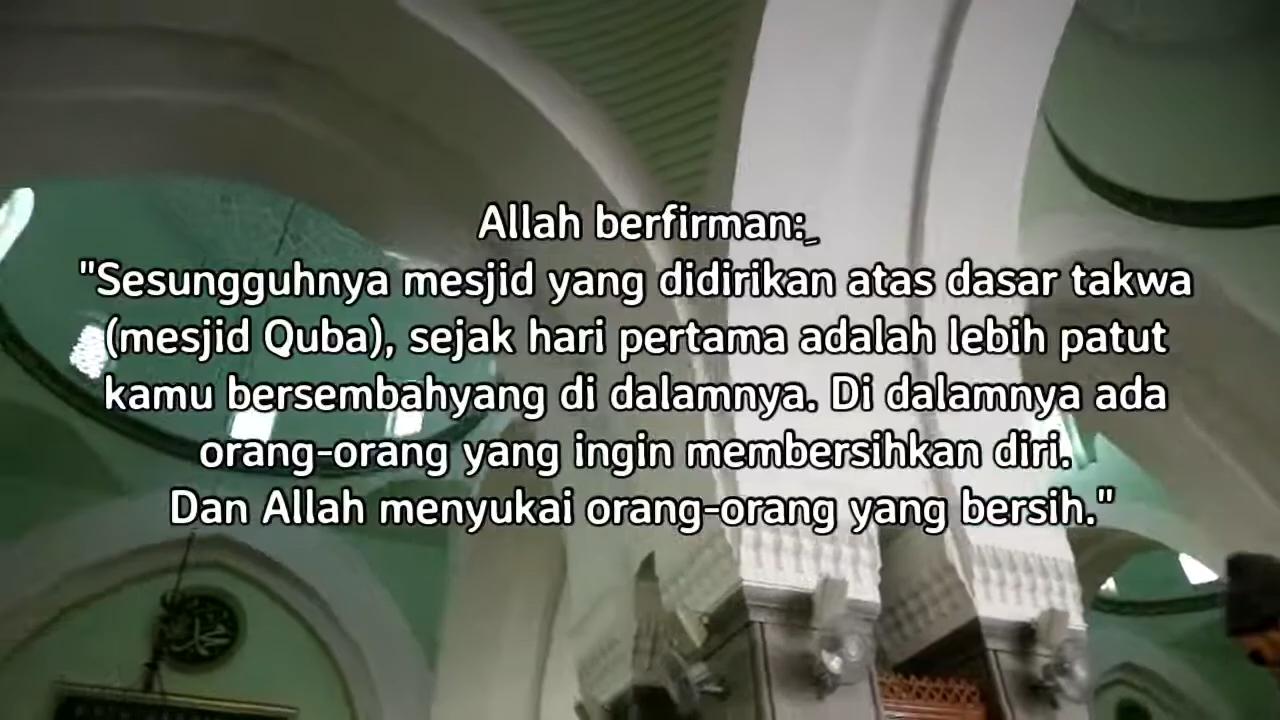 Allah berfirman:
"Sesungguhnya mesjid yang didirikan atas dasar takwa
(mesjid Quba), sejak hari pertama adalah lebih patut
kamu bersembahyang di dalamnya. Di dalamnya ada
orang-orang yang ingin membersihkan diri.
Dan Allah menyukai orang-orang yang bersih."
محمد